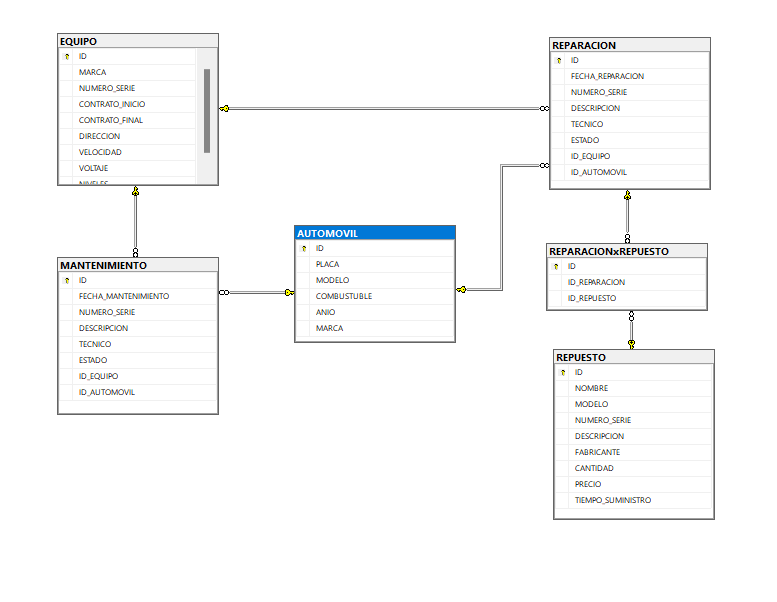 EQUIPO
ID
MARCA
NUMERO_SERIE
CONTRATO_INICIO
CONTRATO_FINAL
DIRECCION
VELOCIDAD
VOLTAJE
NIVELES
REPARACION
ID
FECHA_REPARACION
NUMERO_SERIE
DESCRIPCION
TECNICO
ESTADO
ID_EQUIPO
ID_AUTOMOVIL
AUTOMOVIL
ID
PLACA
MODELO
COMBUSTUBLE
ANIO
MARCA
MANTENIMIENTO
ID
FECHA_MANTENIMIENTO
NUMERO_SERIE
DESCRIPCION
TECNICO
ESTADO
ID_EQUIPO
ID_AUTOMOVIL
REPARACIONxREPUESTO
ID
ID_REPARACION
ID_REPUESTO
REPUESTO
ID
NOMBRE
MODELO
NUMERO_SERIE
DESCRIPCION
FABRICANTE
CANTIDAD
PRECIO
TIEMPO_SUMINISTRO